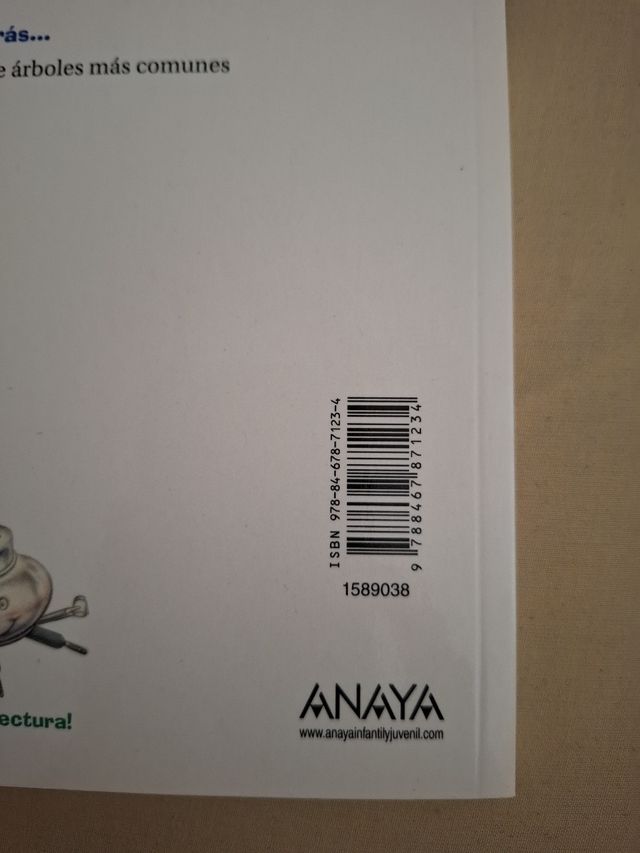 rás...
e árboles más comunes
ISBN 978-84-678-7123-4
9 788467 871234
1589038
ectura!
ANAYA
www.anayainfantilyjuvenil.com